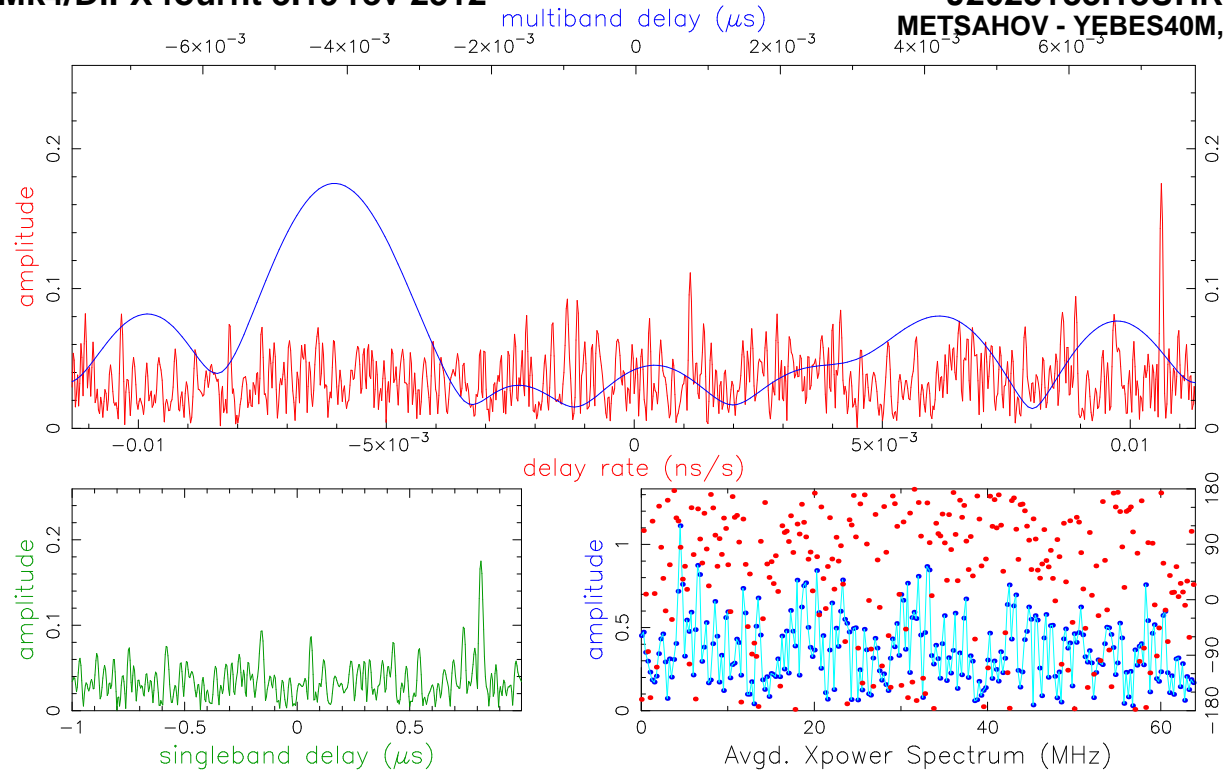 multiband delay (μs)
METSAHOV - YEBES40M,
−6×10⁻³ −4×10⁻³ −2×10⁻³ 0 2×10⁻³ 4×10⁻³ 6×10⁻³
amplitude
0 0.1 0.2
0 0.1 0.2
−0.01 −5×10⁻³ 0 5×10⁻³ 0.01
delay rate (ns/s)
amplitude
0 0.1 0.2
−1 −0.5 0 0.5
singleband delay (μs)
amplitude
0 0.5 1
−180 −90 0 90 180
0 20 40 60
Avgd. Xpower Spectrum (MHz)